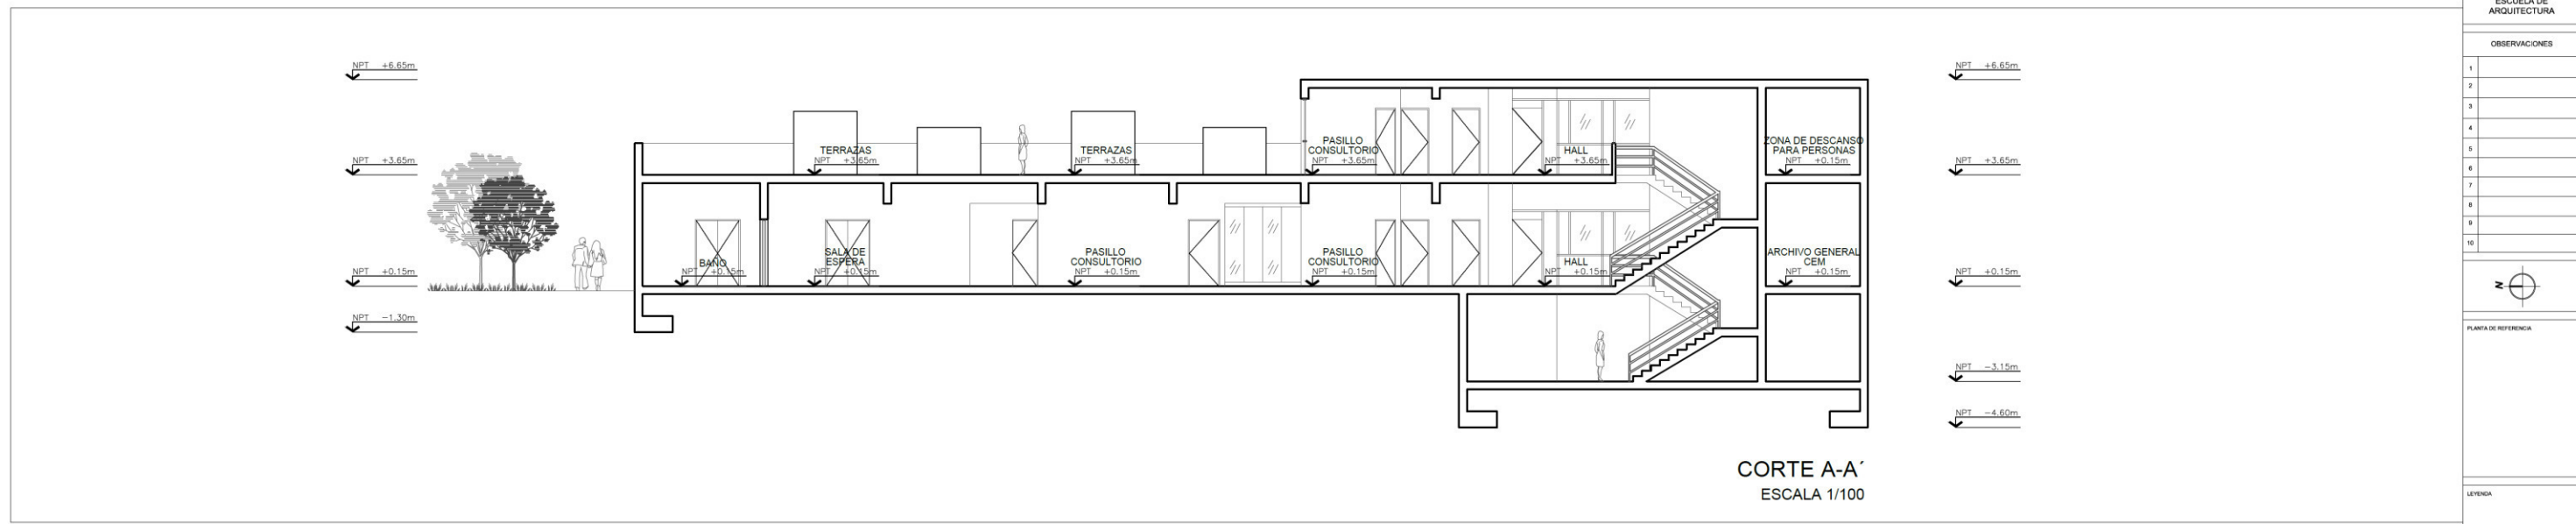 ESCUELA DE
ARQUITECTURA
OBSERVACIONES
1
2
3
4
5
6
7
8
9
10
N
PLANTA DE REFERENCIA
LEYENDA
NPT +6.65m
NPT +3.65m
NPT +0.15m
NPT -1.30m
TERRAZAS
NPT +3.65m
TERRAZAS
NPT +3.65m
PASILLO
CONSULTORIO
NPT +3.65m
HALL
NPT +3.65m
ZONA DE DESCANSO
PARA PERSONAS
NPT +0.15m
BAÑO
NPT +0.15m
SALA DE
ESPERA
NPT +0.15m
PASILLO
CONSULTORIO
NPT +0.15m
PASILLO
CONSULTORIO
NPT +0.15m
HALL
NPT +0.15m
ARCHIVO GENERAL
CEM
NPT +0.15m
NPT +6.65m
NPT +3.65m
NPT +0.15m
NPT -3.15m
NPT -4.60m
CORTE A-A´
ESCALA 1/100